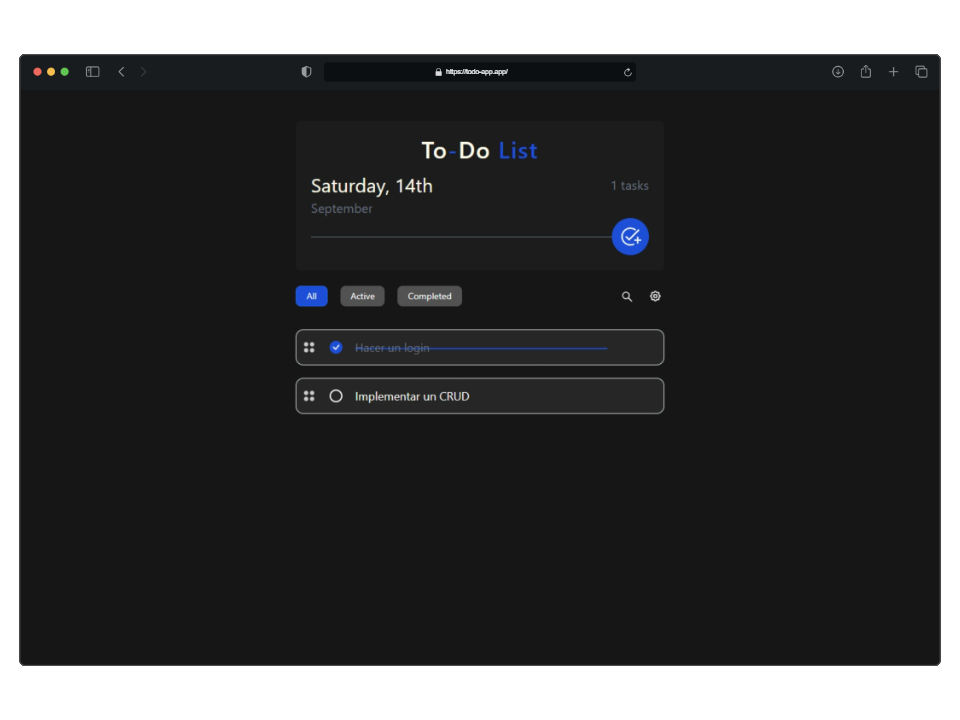 https://todo-app.app/
To-Do List
Saturday, 14th
1 tasks
September
All
Active
Completed
Hacer un login
Implementar un CRUD